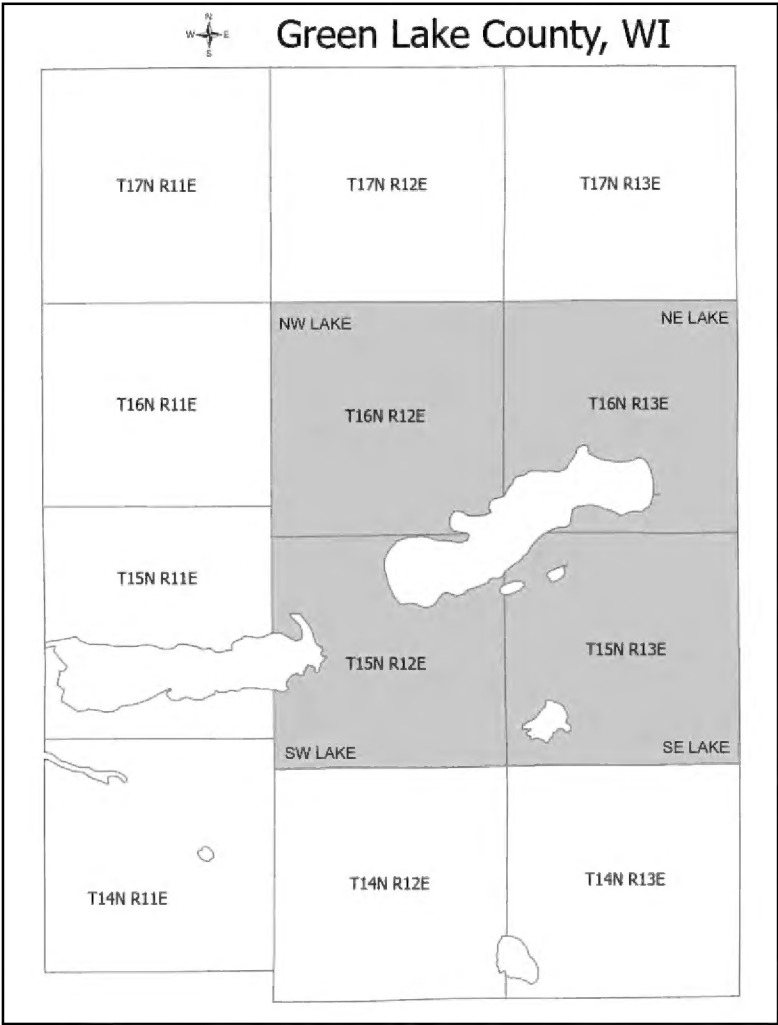 N
W E
S
Green Lake County, WI
T17N R11E
T17N R12E
T17N R13E
NW LAKE
NE LAKE
T16N R11E
T16N R12E
T16N R13E
T15N R11E
T15N R12E
T15N R13E
SW LAKE
SE LAKE
T14N R11E
T14N R12E
T14N R13E